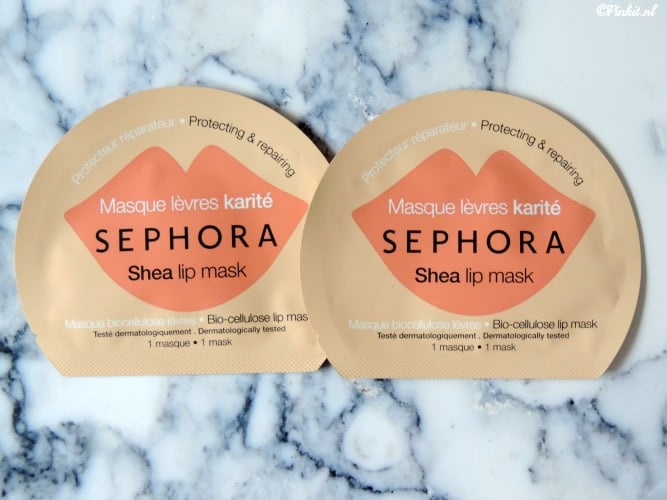 ©Pinkit.nl
Protecteur réparateur • Protecting & repairing
Masque lèvres karité
SEPHORA
Shea lip mask
Masque biocellulose lèvres • Bio-cellulose lip mas
Testé dermatologiquement . Dermatologically tested
1 masque • 1 mask
Protecteur réparateur • Protecting & repairing
Masque lèvres karité
SEPHORA
Shea lip mask
Masque biocellulose lèvres • Bio-cellulose lip mask
Testé dermatologiquement . Dermatologically tested
1 masque • 1 mask